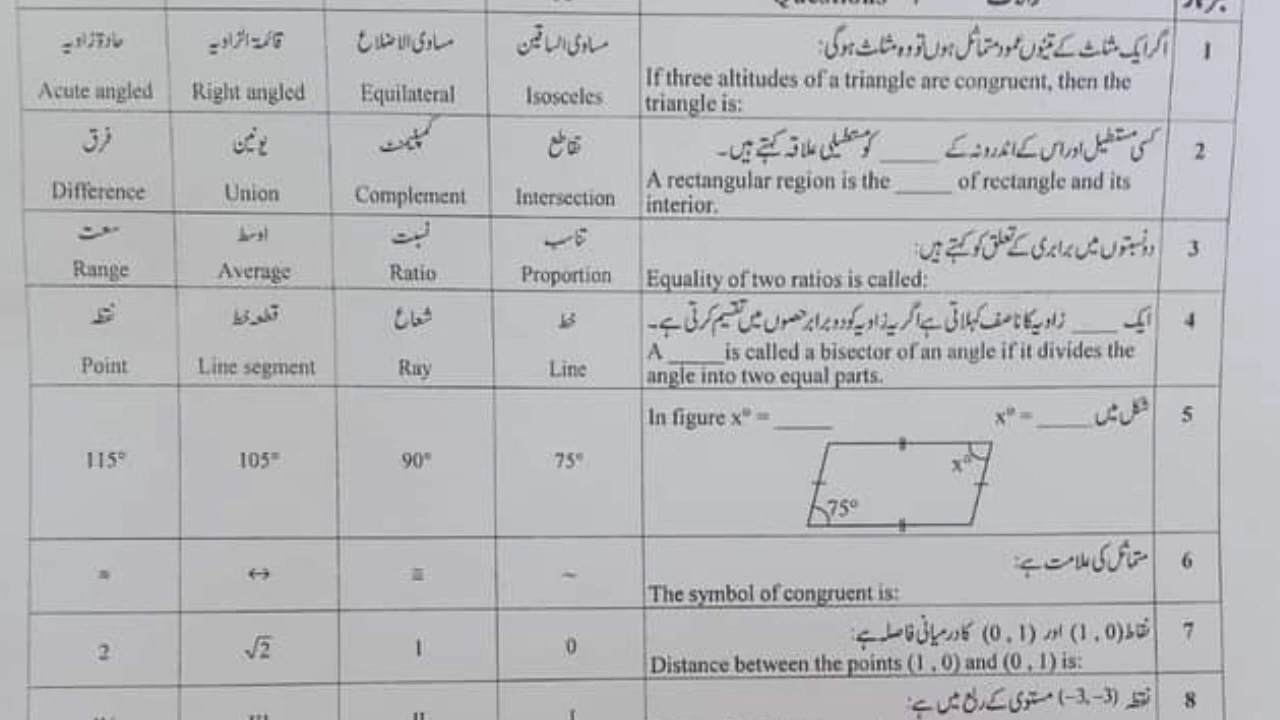 Questions
حادۃ زاویہ قائمۃ الزاویہ مساوی الاضلاع مساوی الساقین اگر ایک مثلث کے تینوں عمود متماثل ہوں تو وہ مثلث ہوگی: 1
Acute angled Right angled Equilateral Isosceles If three altitudes of a triangle are congruent, then the
triangle is:
فرق یونین کمپلیمنٹ تقاطع کسی مستطیل اور اس کے اندرونہ کے _____ کو مستطیلی علاقہ کہتے ہیں۔ 2
Difference Union Complement Intersection A rectangular region is the _____ of rectangle and its
interior.
سعت اوسط نسبت تناسب دو نسبتوں میں برابری کے تعلق کو کہتے ہیں: 3
Range Average Ratio Proportion Equality of two ratios is called:
نقطہ قطعہ خط شعاع خط ایک ____ زاویہ کا ناصف کہلاتی ہے اگر یہ زاویہ کو دو برابر حصوں میں تقسیم کرتی ہے۔ 4
Point Line segment Ray Line A _____ is called a bisector of an angle if it divides the
angle into two equal parts.
In figure x° = _____ شکل میں _____ = x° 5
115° 105° 90° 75°
x°
75°
متماثل کی علامت ہے: 6
≈ ↔ ≅ ~
The symbol of congruent is:
نقاط (1 , 0) اور (0 , 1) کا درمیانی فاصلہ ہے: 7
2 √2 1 0 Distance between the points (1 , 0) and (0 , 1) is:
نقطہ (-3,-3) مستوی کے ربع میں ہے: 8